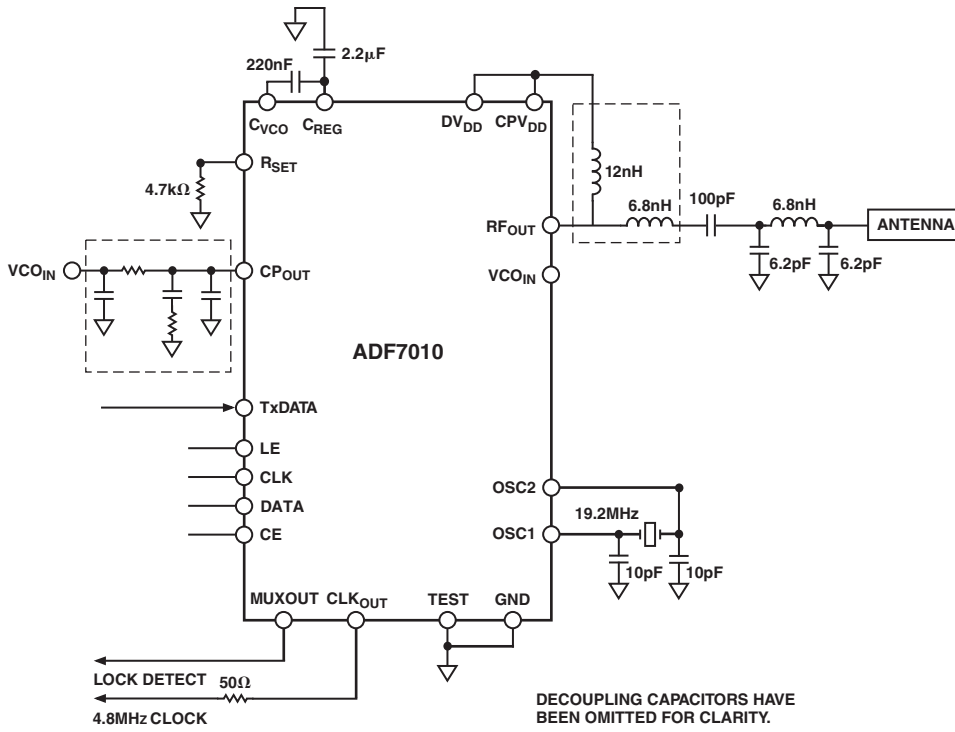 2.2μF
220nF
CVCO
CREG
DVDD
CPVDD
RSET
4.7kΩ
12nH
6.8nH
100pF
6.8nH
RFOUT
ANTENNA
6.2pF
6.2pF
VCOIN
CPOUT
VCOIN
ADF7010
TxDATA
LE
CLK
DATA
CE
OSC2
19.2MHz
OSC1
10pF
10pF
MUXOUT
CLKOUT
TEST
GND
LOCK DETECT
50Ω
4.8MHz CLOCK
DECOUPLING CAPACITORS HAVE
BEEN OMITTED FOR CLARITY.